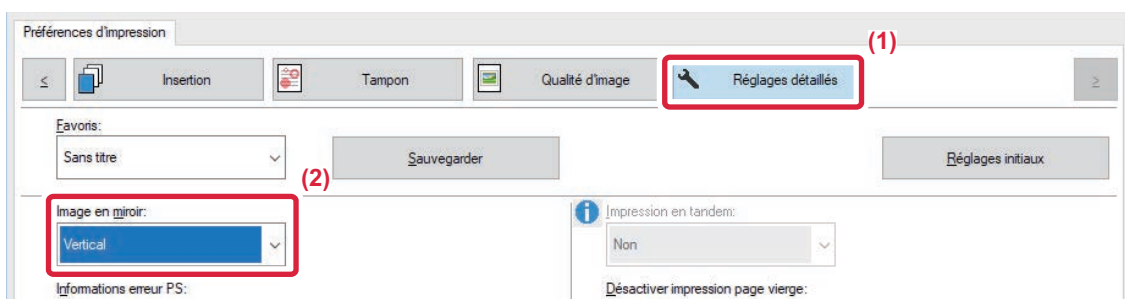 Préférences d'impression
(1)
<
Insertion
Tampon
Qualité d'image
Réglages détaillés
>
Favoris:
Sans titre
Sauvegarder
Réglages initiaux
(2)
Image en miroir:
Vertical
Impression en tandem:
Non
Informations erreur PS:
Désactiver impression page vierge: